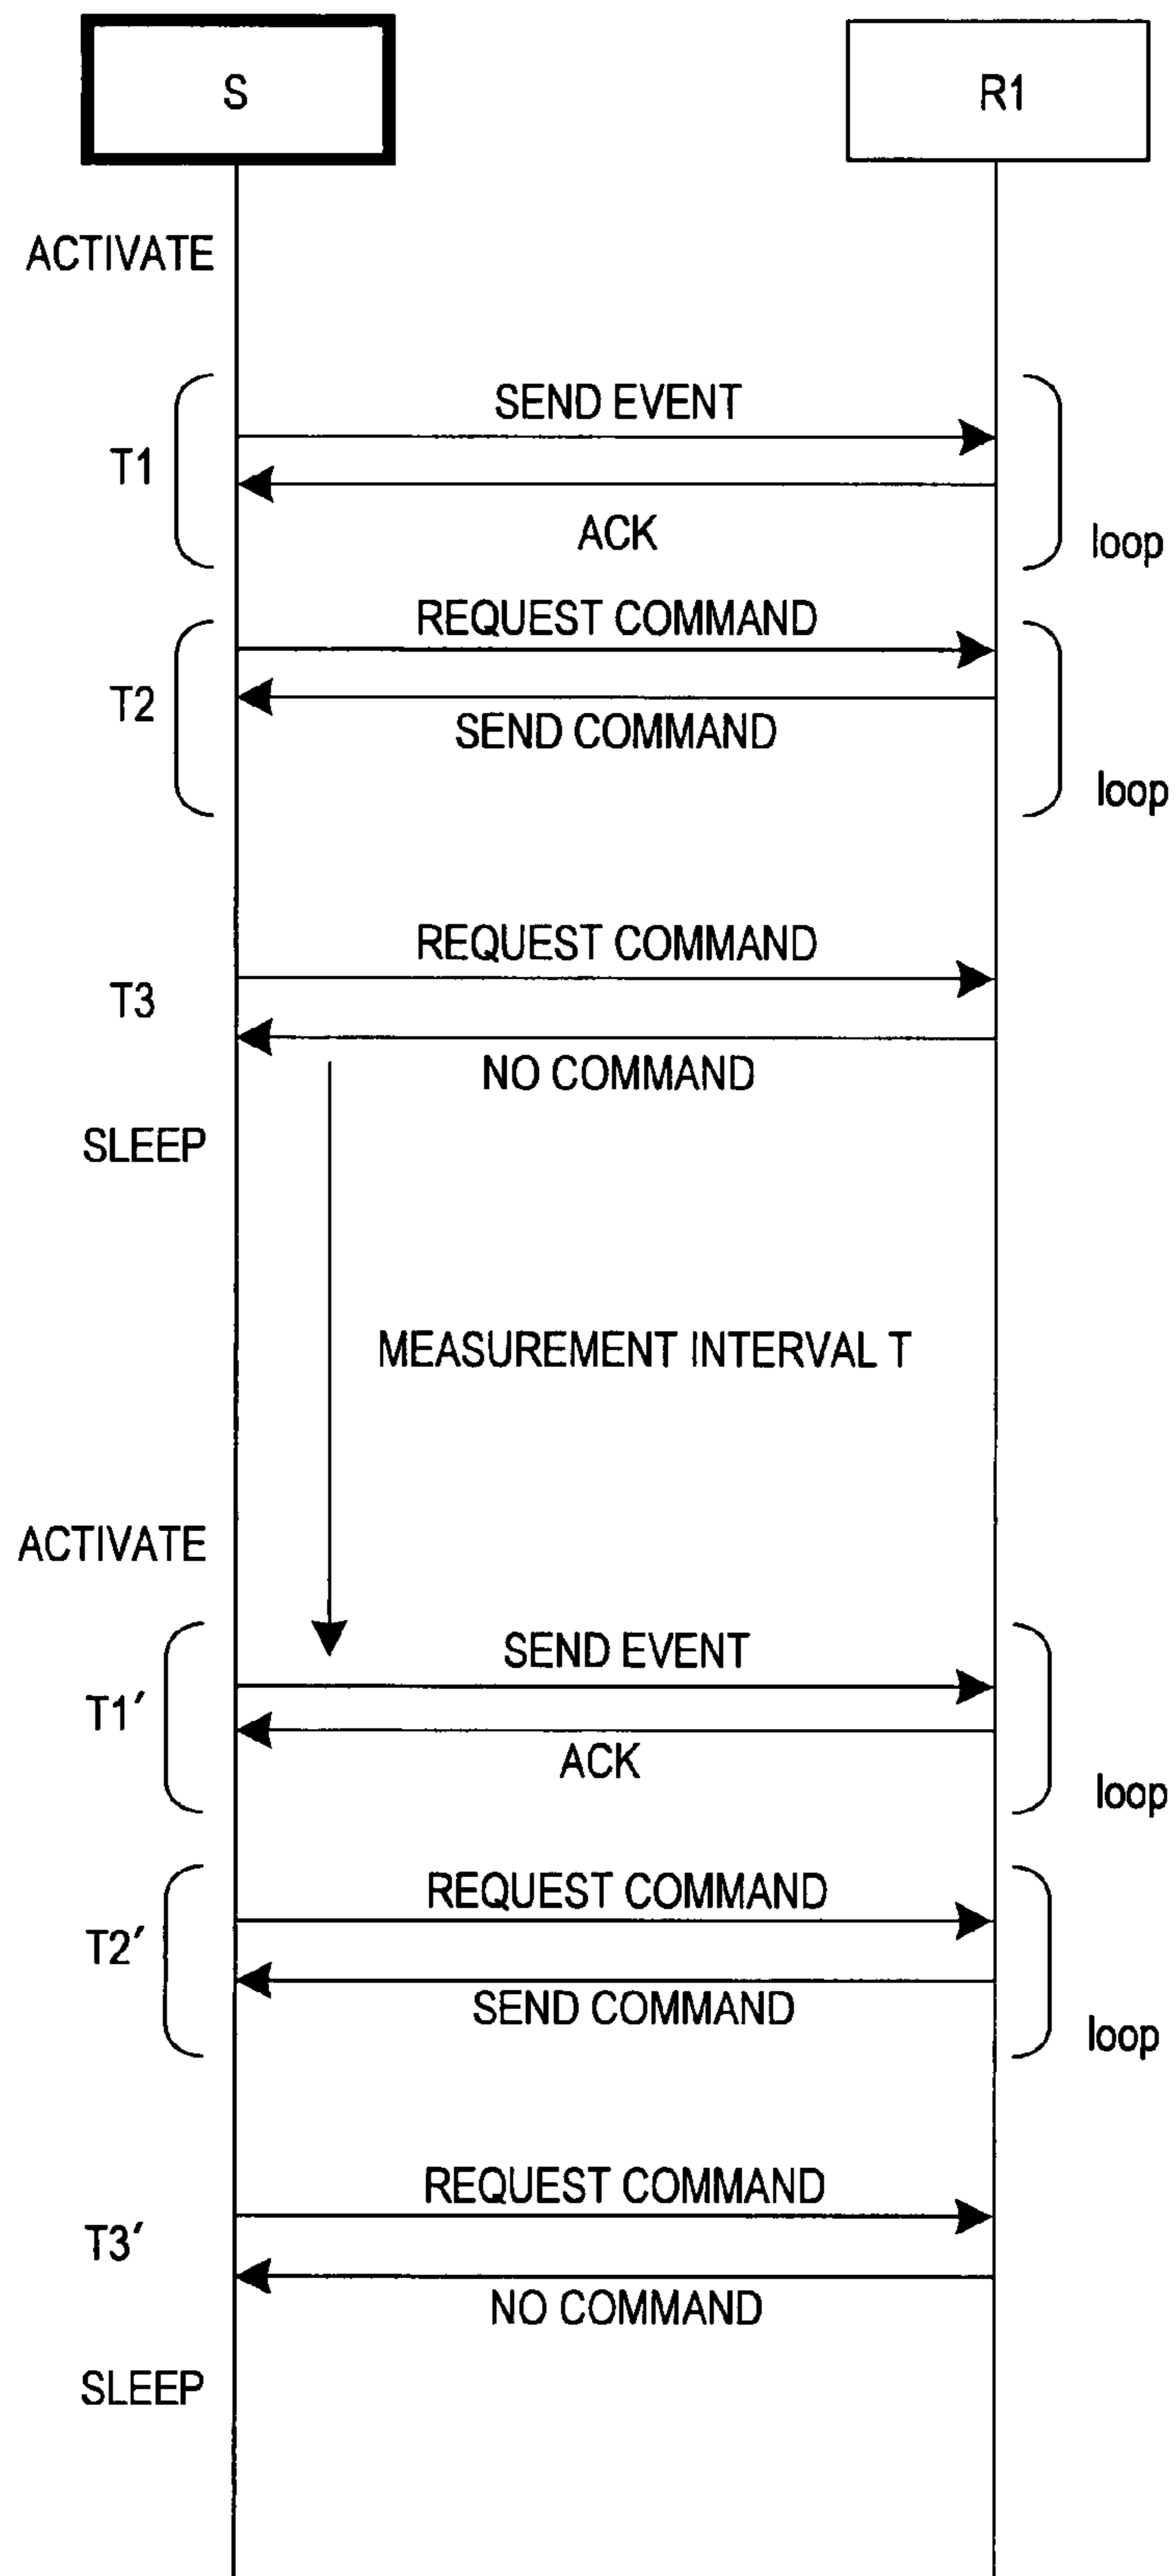 S
R1
ACTIVATE
SEND EVENT
T1
ACK
loop
REQUEST COMMAND
T2
SEND COMMAND
loop
REQUEST COMMAND
T3
NO COMMAND
SLEEP
MEASUREMENT INTERVAL T
ACTIVATE
SEND EVENT
T1′
ACK
loop
REQUEST COMMAND
T2′
SEND COMMAND
loop
REQUEST COMMAND
T3′
NO COMMAND
SLEEP